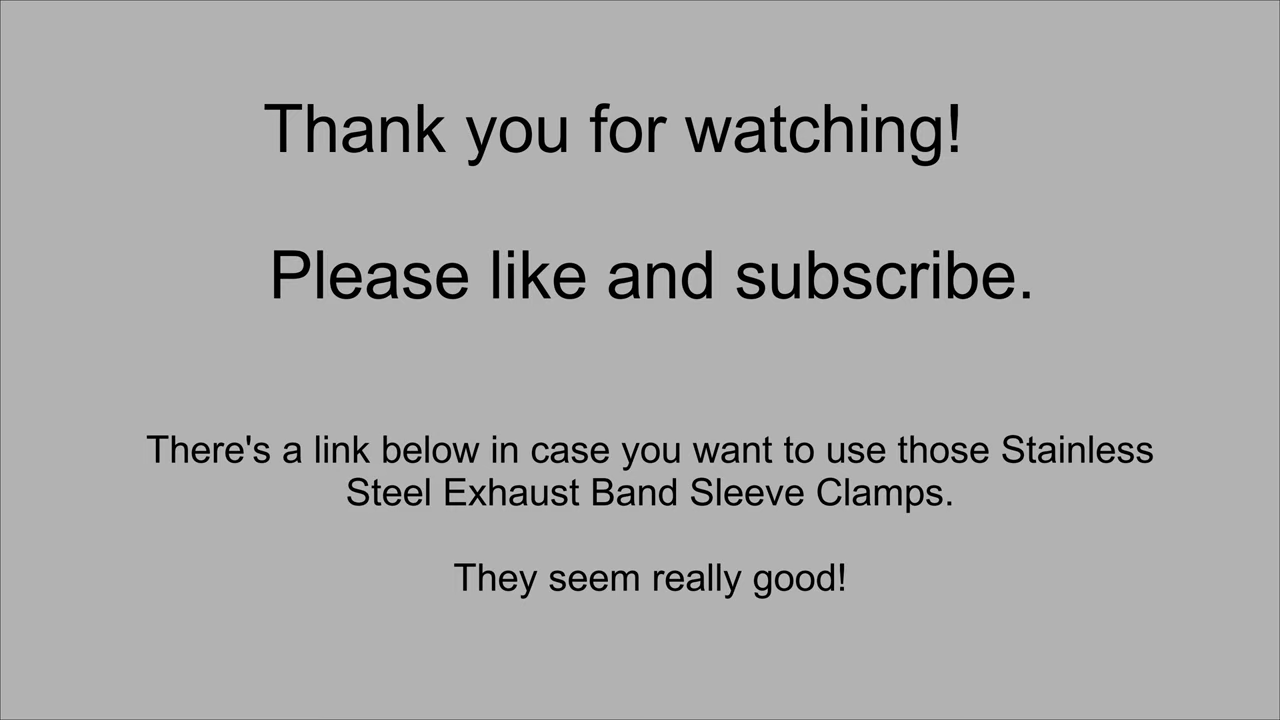 Thank you for watching!
Please like and subscribe.
There's a link below in case you want to use those Stainless
Steel Exhaust Band Sleeve Clamps.
They seem really good!